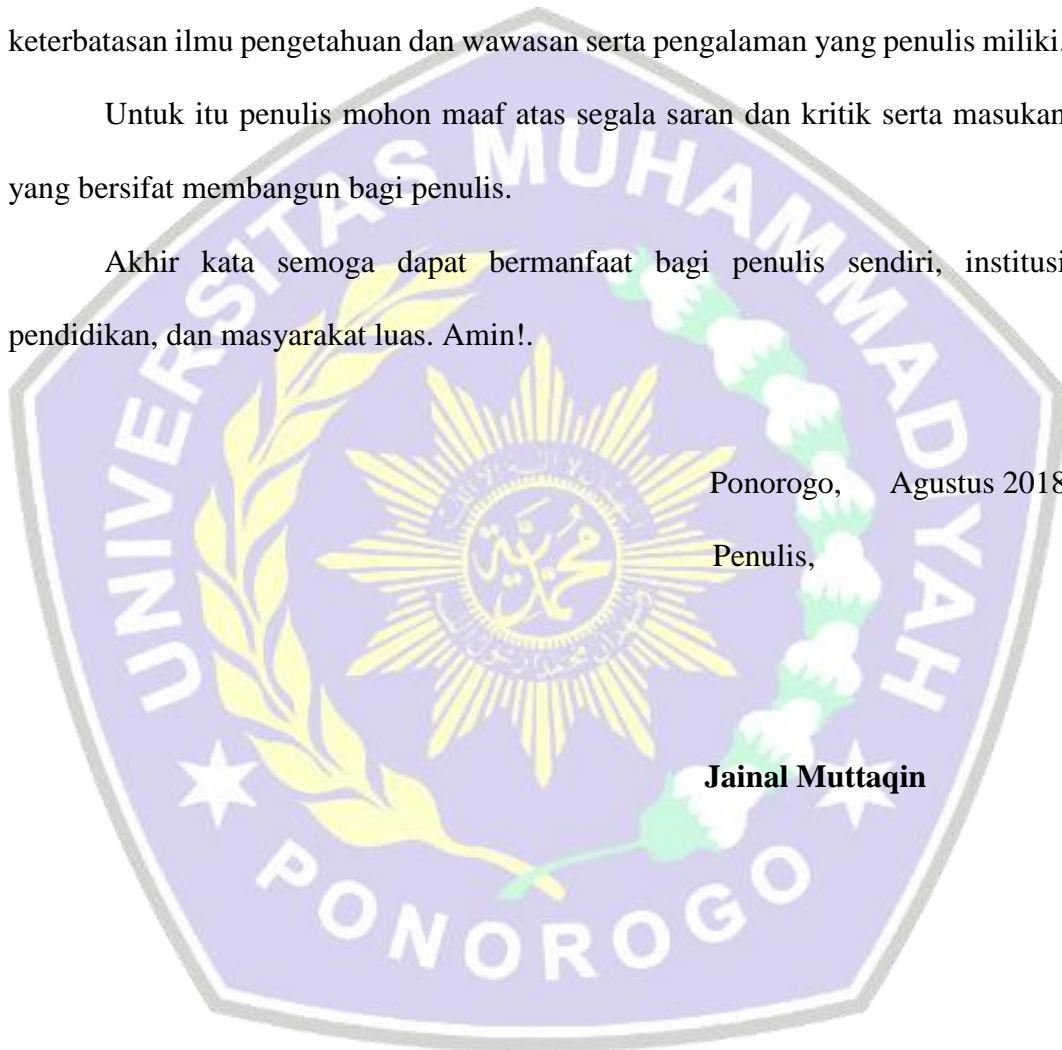 keterbatasan ilmu pengetahuan dan wawasan serta pengalaman yang penulis miliki.
Untuk itu penulis mohon maaf atas segala saran dan kritik serta masukan
yang bersifat membangun bagi penulis.
Akhir kata semoga dapat bermanfaat bagi penulis sendiri, institusi
pendidikan, dan masyarakat luas. Amin!.
Ponorogo, Agustus 2018
Penulis,
Jainal Muttaqin
UNIVERSITAS MUHAMMADIYAH
PONOROGO
محمدية